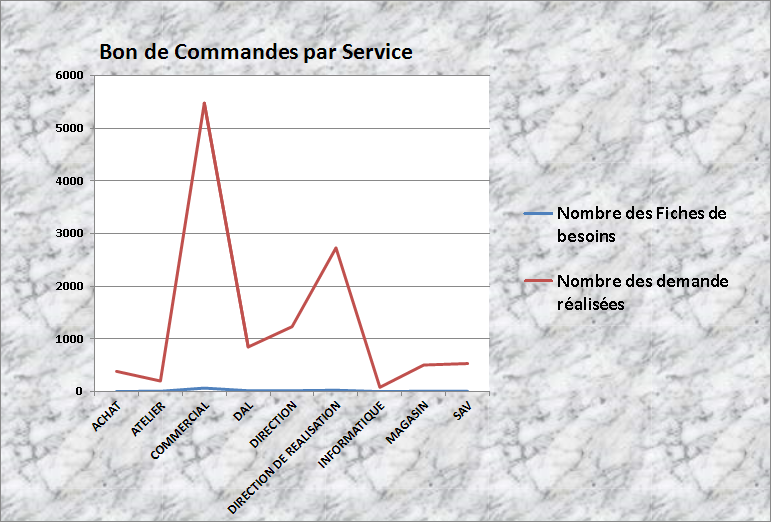 Bon de Commandes par Service
6000
5000
4000
3000
2000
1000
0
ACHAT
ATELIER
COMMERCIAL
DAL
DIRECTION
DIRECTION DE REALISATION
INFORMATIQUE
MAGASIN
SAV
Nombre des Fiches de
besoins
Nombre des demande
réalisées